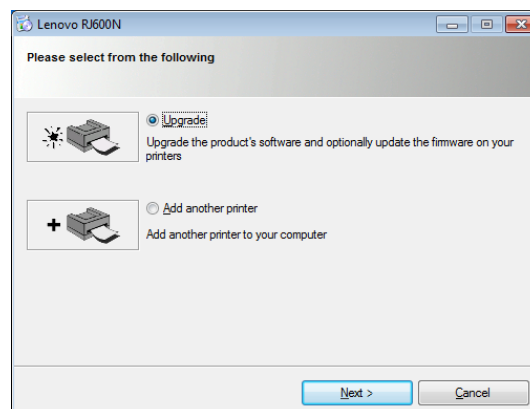 Lenovo RJ600N
Please select from the following
Upgrade
Upgrade the product's software and optionally update the firmware on your
printers
Add another printer
Add another printer to your computer
Next >
Cancel